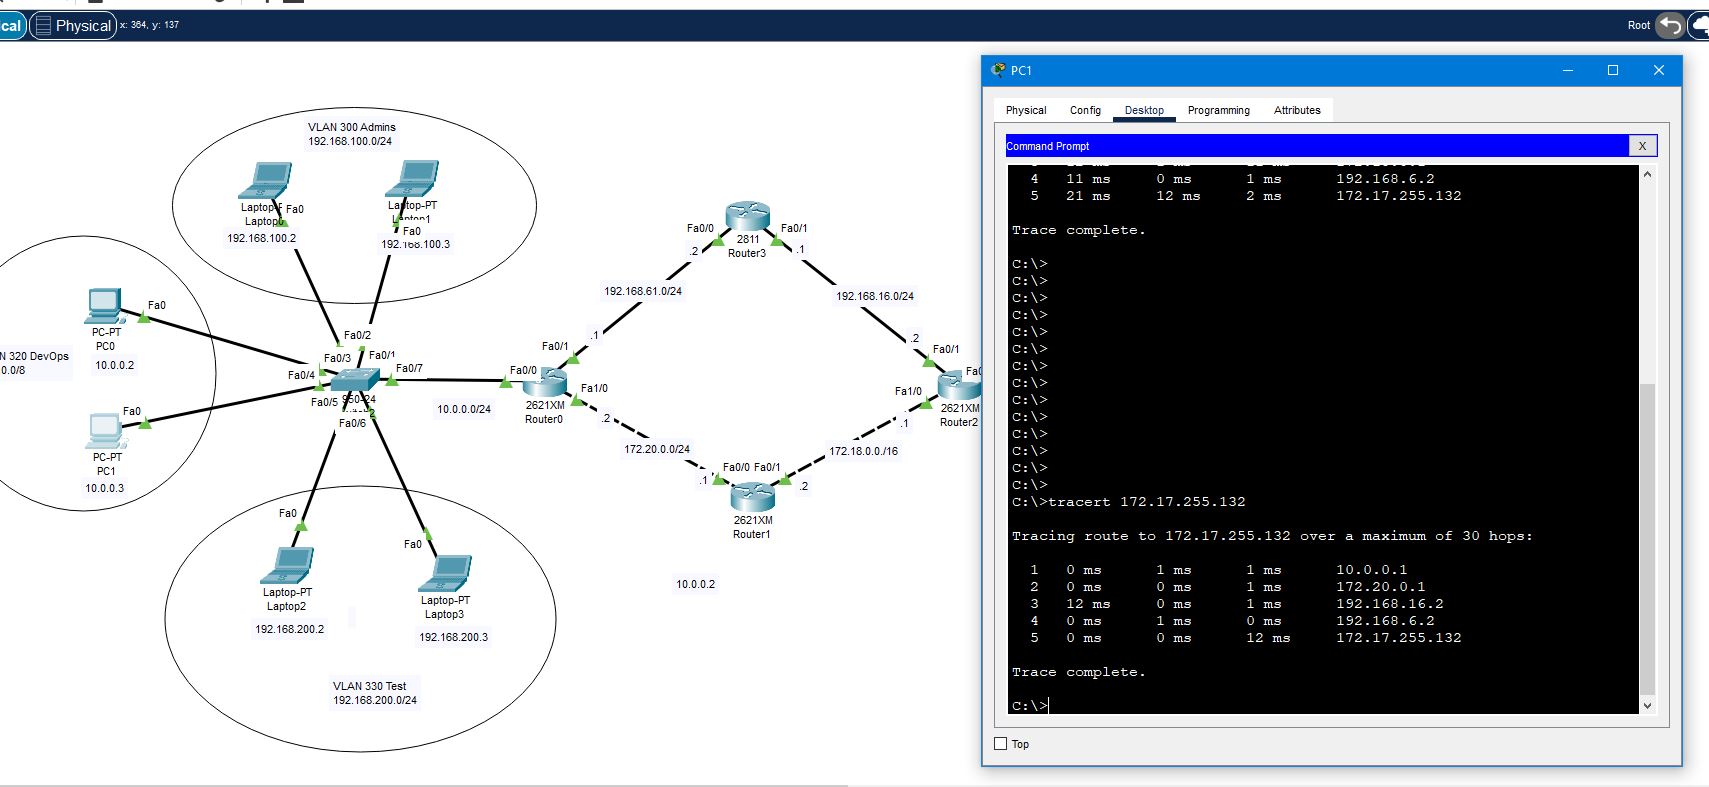 cal
Physical
x: 364, y: 137
Root
VLAN 300 Admins
192.168.100.0/24
Fa0
192.168.100.2
Laptop-PT
Fa0
192.168.100.3
Fa0
PC-PT
PC0
10.0.0.2
N 320 DevOps
0.0/8
Fa0
PC-PT
PC1
10.0.0.3
Fa0/2
Fa0/3
Fa0/1
Fa0/4
Fa0/7
Fa0/5
950-24
Fa0/6
10.0.0.0/24
Fa0
Laptop-PT
Laptop2
192.168.200.2
Fa0
Laptop-PT
Laptop3
192.168.200.3
VLAN 330 Test
192.168.200.0/24
Fa0/0
Fa0/1
2621XM
Router0
Fa1/0
.1
.2
192.168.61.0/24
Fa0/0
Fa0/1
2811
Router3
.2
.1
192.168.16.0/24
.2
Fa0/1
Fa0
Fa1/0
2621XM
Router2
.1
172.20.0.0/24
172.18.0.0./16
Fa0/0 Fa0/1
.1
.2
2621XM
Router1
10.0.0.2
PC1
Physical
Config
Desktop
Programming
Attributes
Command Prompt
X
4 11 ms 0 ms 1 ms 192.168.6.2
5 21 ms 12 ms 2 ms 172.17.255.132
Trace complete.
C:\>
C:\>
C:\>
C:\>
C:\>
C:\>
C:\>
C:\>
C:\>
C:\>
C:\>
C:\>
C:\>
C:\>
C:\>tracert 172.17.255.132
Tracing route to 172.17.255.132 over a maximum of 30 hops:
1 0 ms 1 ms 1 ms 10.0.0.1
2 0 ms 0 ms 1 ms 172.20.0.1
3 12 ms 0 ms 1 ms 192.168.16.2
4 0 ms 1 ms 0 ms 192.168.6.2
5 0 ms 0 ms 12 ms 172.17.255.132
Trace complete.
C:\>
Top